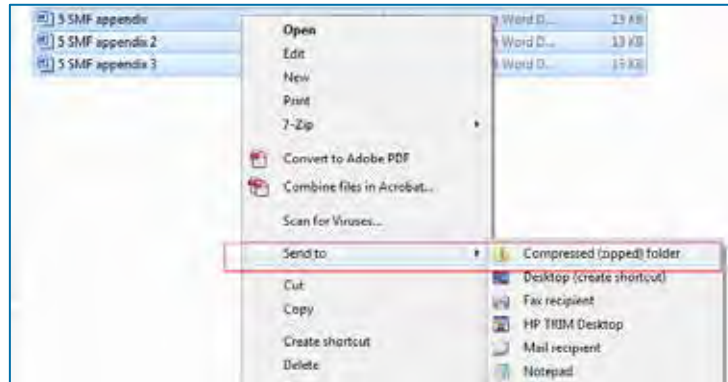 5 SMF appendix
5 SMF appendix 2
5 SMF appendix 3
Word D...
13 KB
Word D...
13 KB
Word D...
13 KB
Open
Edit
New
Print
7-Zip
Convert to Adobe PDF
Combine files in Acrobat...
Scan for Viruses...
Send to
Cut
Copy
Create shortcut
Delete
Compressed (zipped) folder
Desktop (create shortcut)
Fax recipient
HP TRIM Desktop
Mail recipient
Notepad